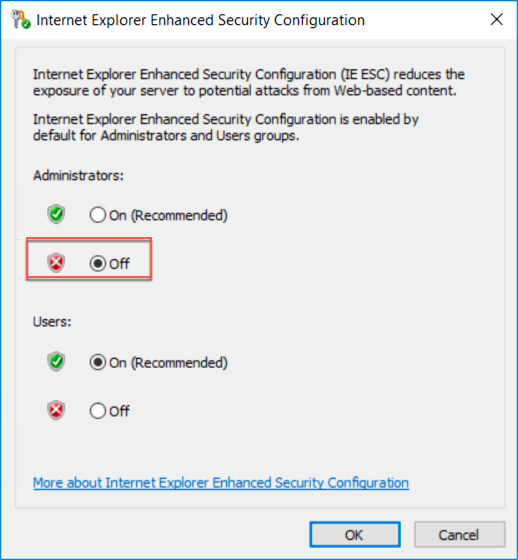 Internet Explorer Enhanced Security Configuration
Internet Explorer Enhanced Security Configuration (IE ESC) reduces the
exposure of your server to potential attacks from Web-based content.
Internet Explorer Enhanced Security Configuration is enabled by
default for Administrators and Users groups.
Administrators:
On (Recommended)
Off
Users:
On (Recommended)
Off
More about Internet Explorer Enhanced Security Configuration
OK
Cancel